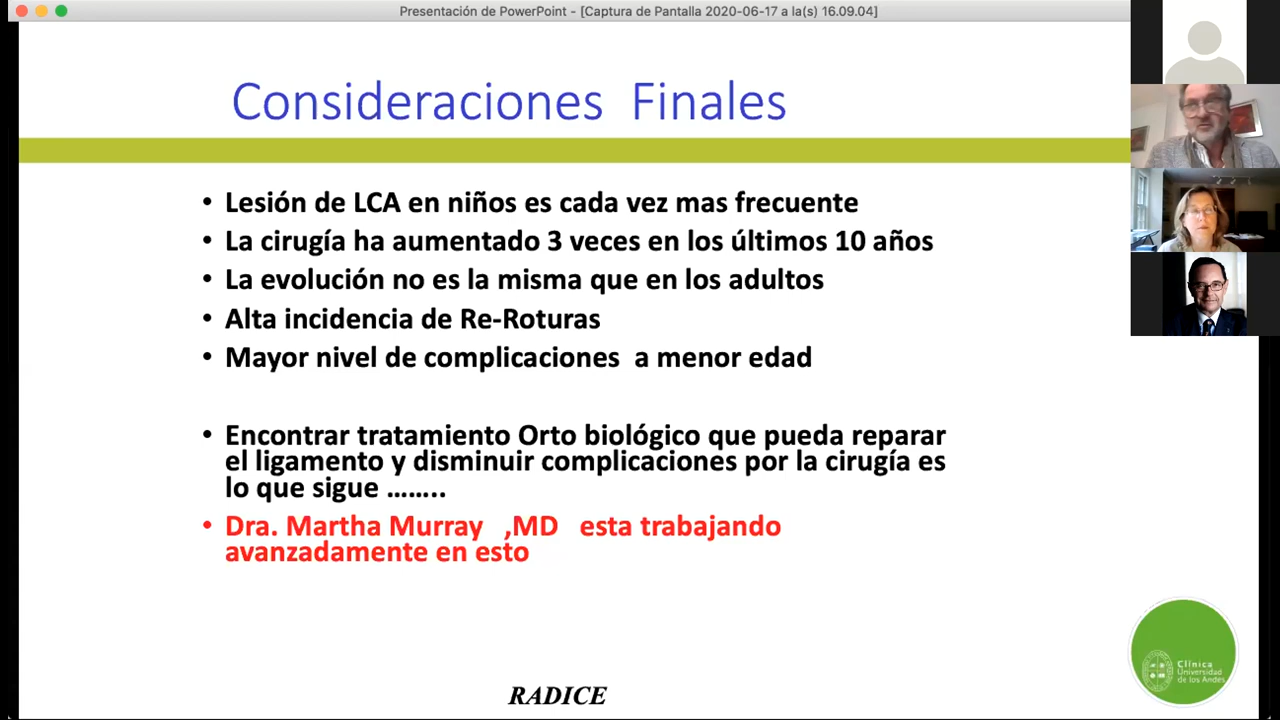 Presentación de PowerPoint - [Captura de Pantalla 2020-06-17 a la(s) 16.09.04]
Consideraciones Finales
• Lesión de LCA en niños es cada vez mas frecuente
• La cirugía ha aumentado 3 veces en los últimos 10 años
• La evolución no es la misma que en los adultos
• Alta incidencia de Re-Roturas
• Mayor nivel de complicaciones a menor edad
• Encontrar tratamiento Orto biológico que pueda reparar
el ligamento y disminuir complicaciones por la cirugía es
lo que sigue ……..
• Dra. Martha Murray ,MD esta trabajando
avanzadamente en esto
Clínica
Universidad
de los Andes
RADICE